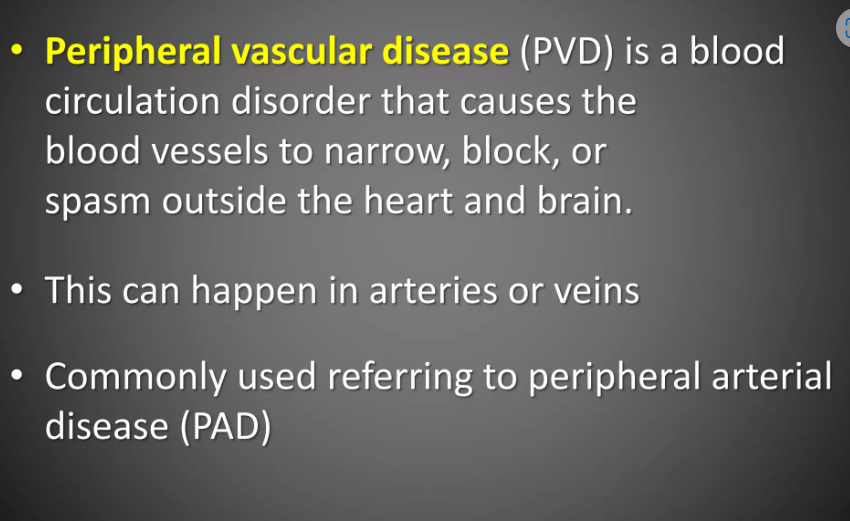 • Peripheral vascular disease (PVD) is a blood
circulation disorder that causes the
blood vessels to narrow, block, or
spasm outside the heart and brain.
• This can happen in arteries or veins
• Commonly used referring to peripheral arterial
disease (PAD)